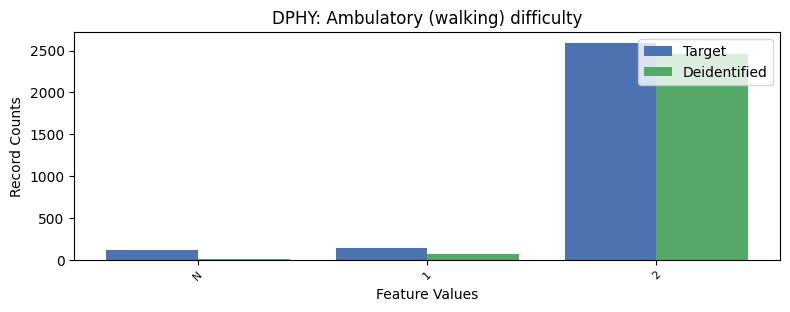 DPHY: Ambulatory (walking) difficulty
Target
Deidentified
2500
2000
1500
1000
500
0
Record Counts
N
1
2
Feature Values